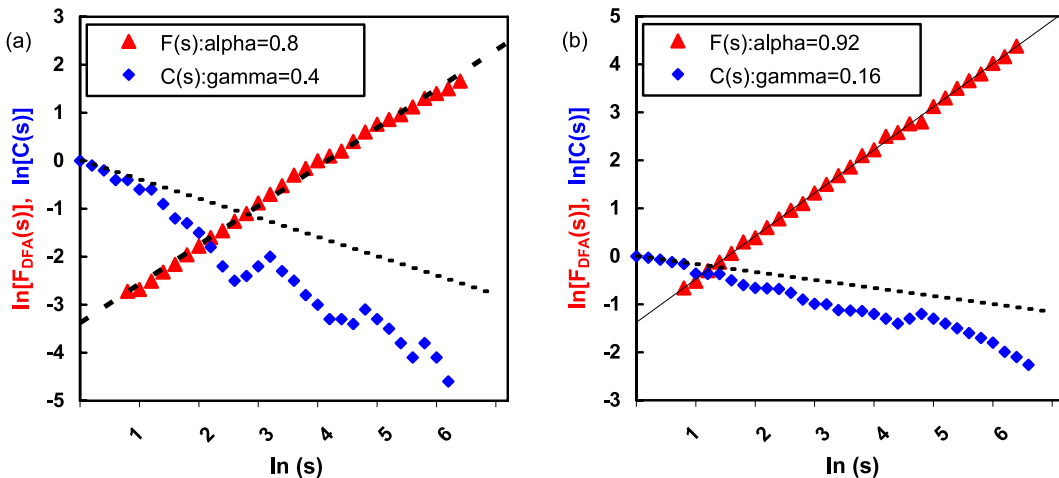 (a)
F(s):alpha=0.8
C(s):gamma=0.4
ln[F_DFA(s)], ln[C(s)]
3
2
1
0
-1
-2
-3
-4
-5
1 2 3 4 5 6
ln (s)
(b)
F(s):alpha=0.92
C(s):gamma=0.16
ln[F_DFA(s)], ln[C(s)]
5
4
3
2
1
0
-1
-2
-3
1 2 3 4 5 6
ln (s)